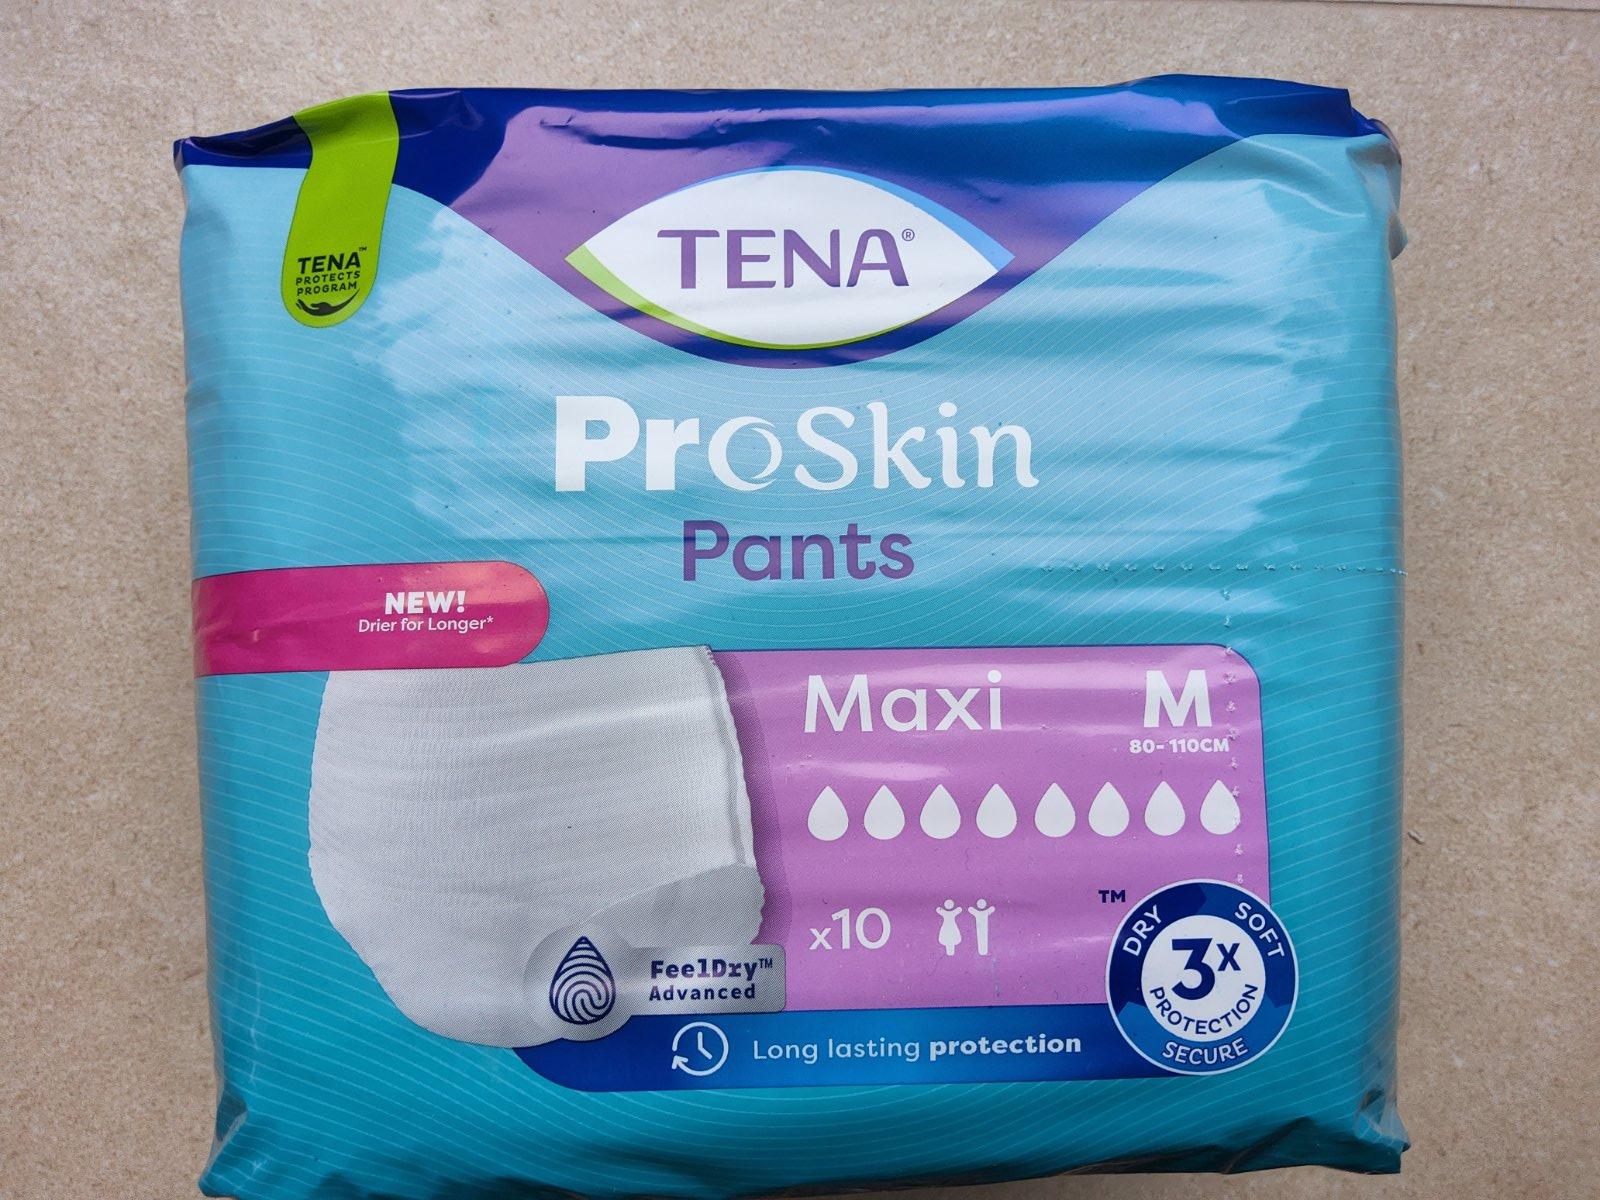 TENA®
TENA™
PROTECTS
PROGRAM
ProSkin
Pants
NEW!
Drier for Longer*
Maxi
M
80-110CM
x10
FeelDry™
Advanced
Long lasting protection
™
DRY
SOFT
3x
PROTECTION
SECURE